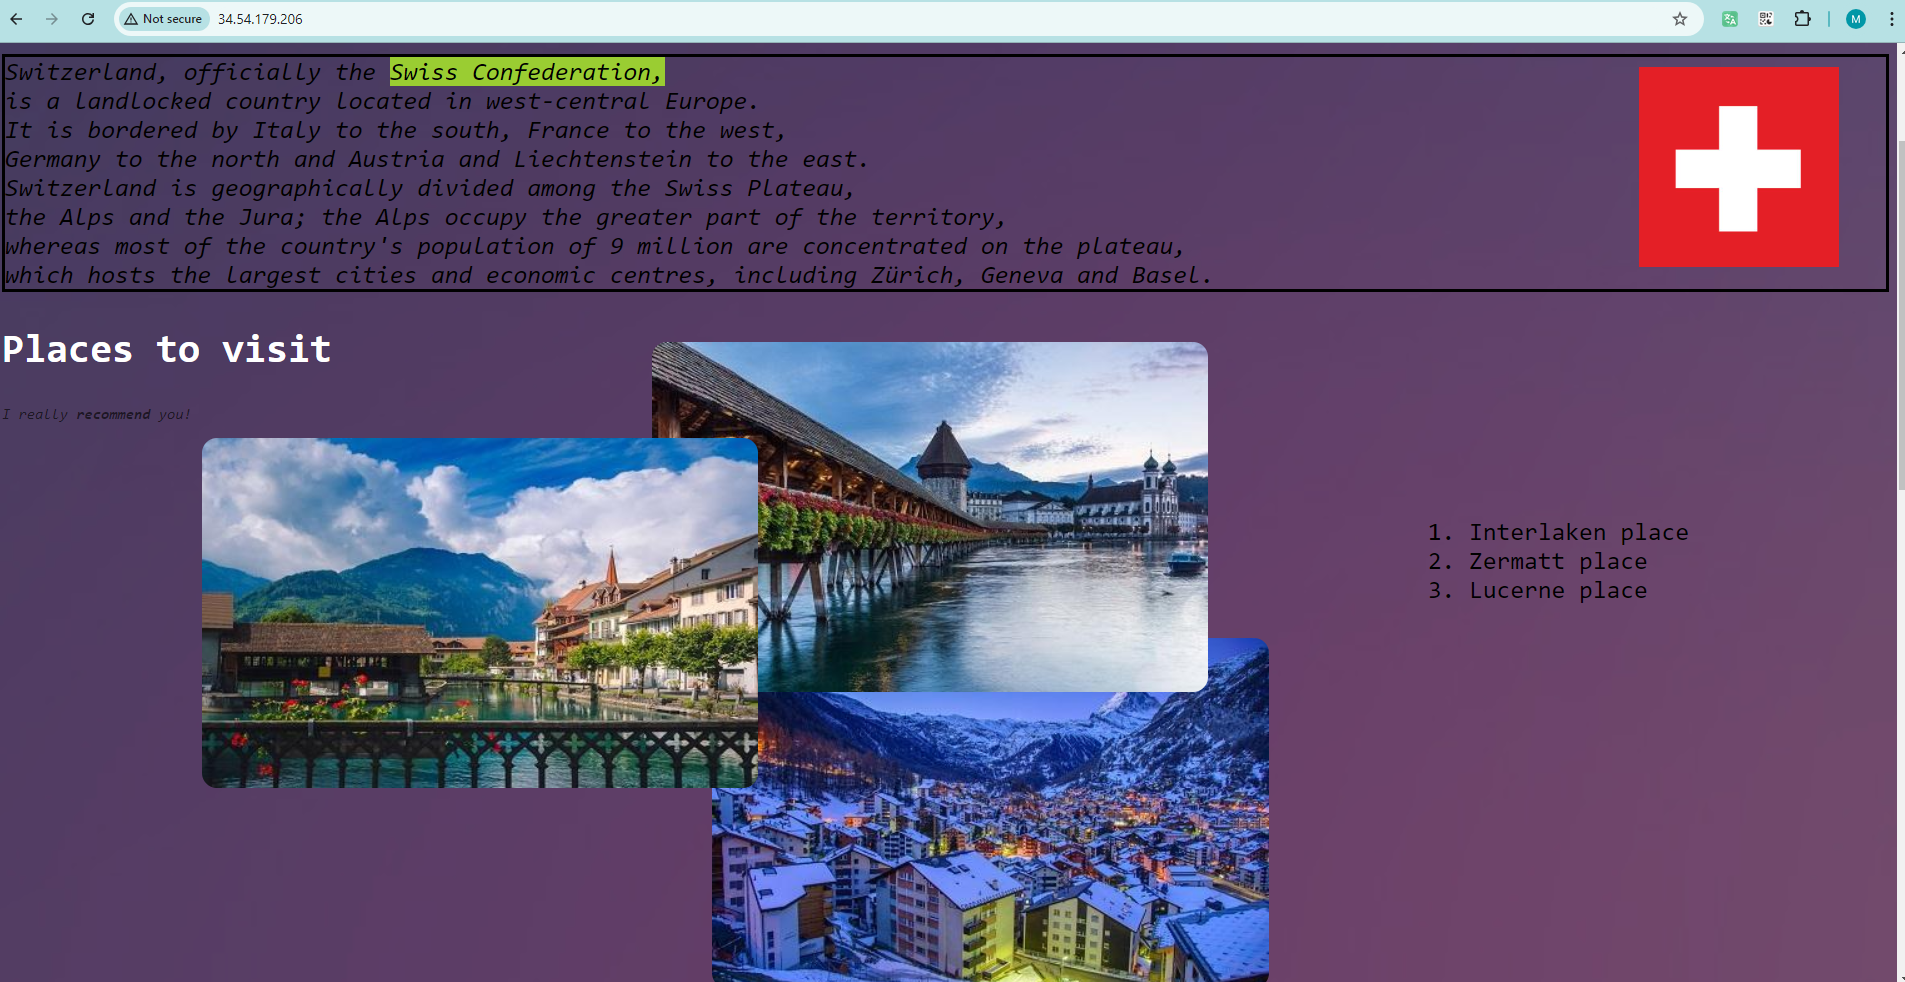 Not secure
34.54.179.206
M
Switzerland, officially the Swiss Confederation,
is a landlocked country located in west-central Europe.
It is bordered by Italy to the south, France to the west,
Germany to the north and Austria and Liechtenstein to the east.
Switzerland is geographically divided among the Swiss Plateau,
the Alps and the Jura; the Alps occupy the greater part of the territory,
whereas most of the country's population of 9 million are concentrated on the plateau,
which hosts the largest cities and economic centres, including Zürich, Geneva and Basel.
Places to visit
I really recommend you!
1. Interlaken place
2. Zermatt place
3. Lucerne place